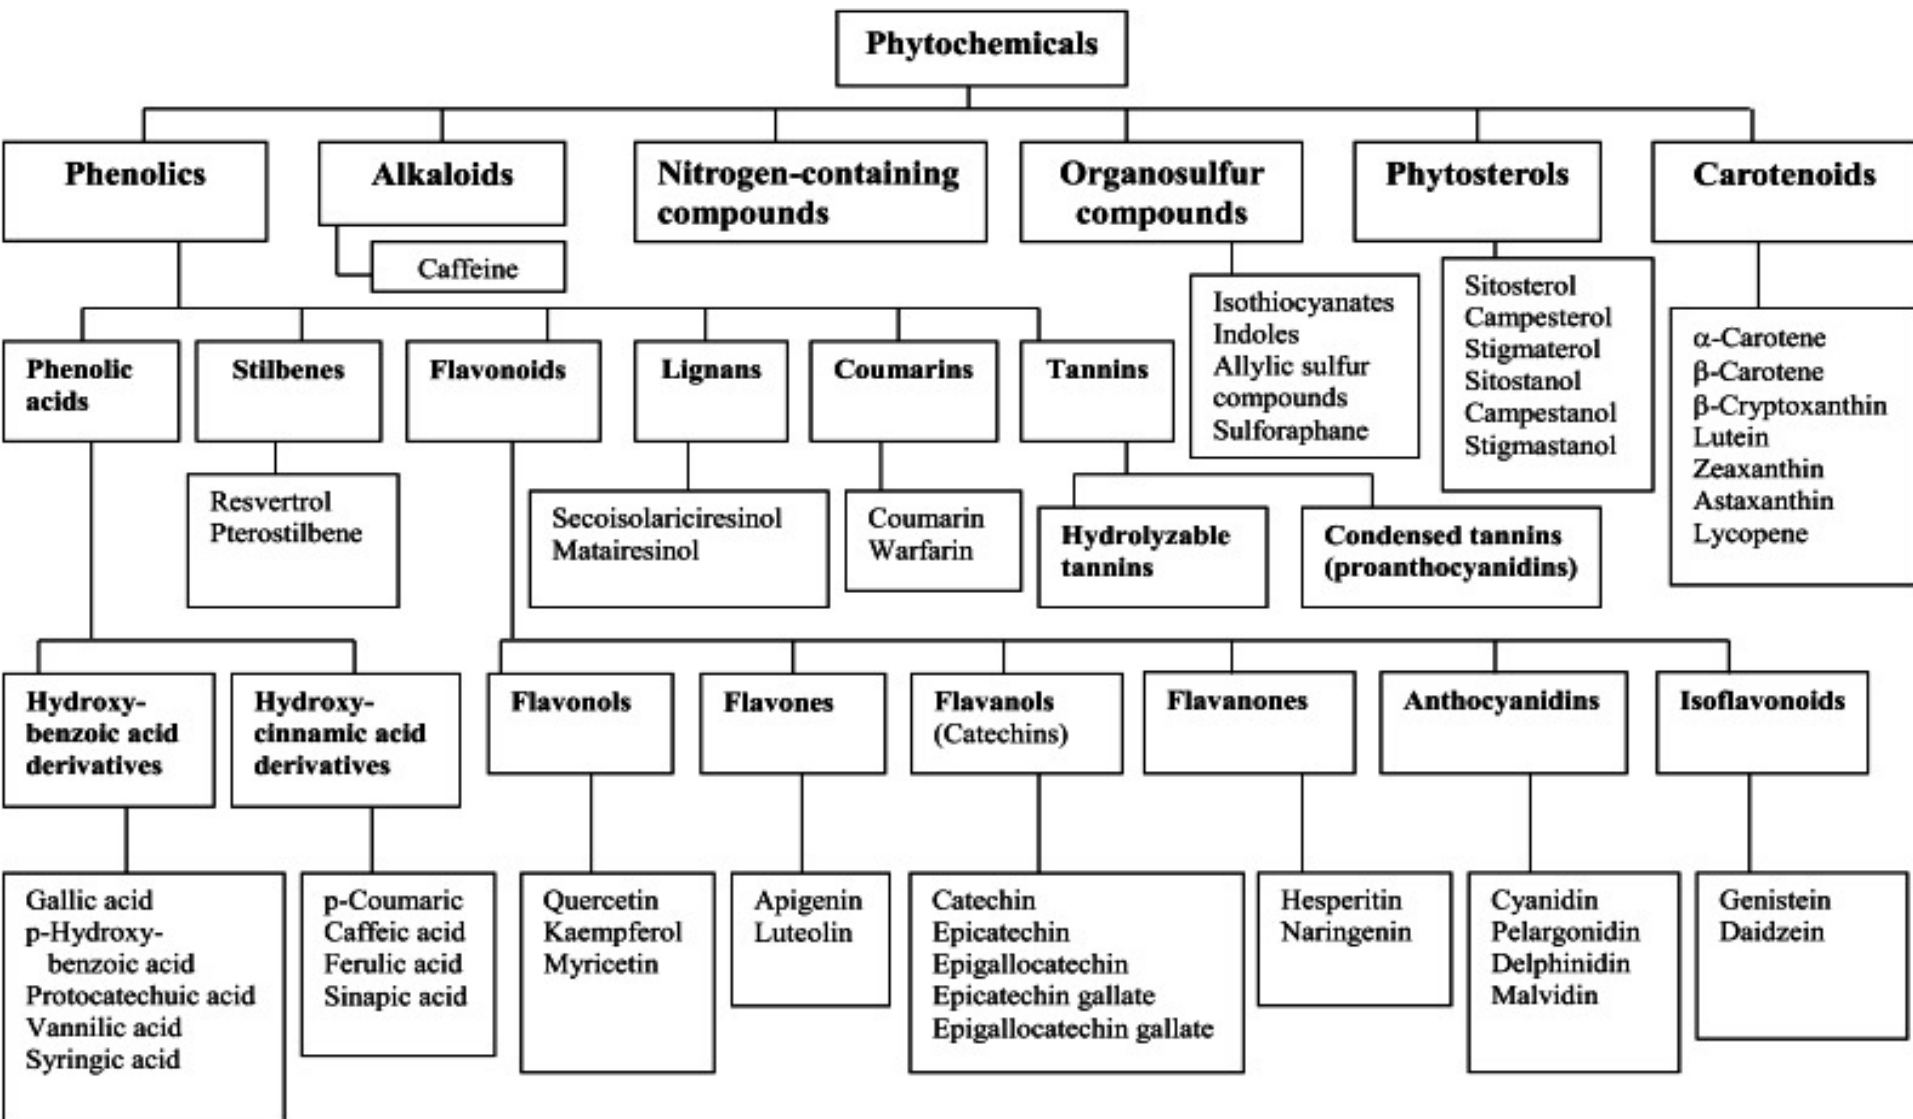 Phytochemicals
Phenolics
Alkaloids
Nitrogen-containing
compounds
Organosulfur
compounds
Phytosterols
Carotenoids
Caffeine
Isothiocyanates
Indoles
Allylic sulfur
compounds
Sulforaphane
Sitosterol
Campesterol
Stigmaterol
Sitostanol
Campestanol
Stigmastanol
α-Carotene
β-Carotene
β-Cryptoxanthin
Lutein
Zeaxanthin
Astaxanthin
Lycopene
Phenolic
acids
Stilbenes
Flavonoids
Lignans
Coumarins
Tannins
Resvertrol
Pterostilbene
Secoisolariciresinol
Matairesinol
Coumarin
Warfarin
Hydrolyzable
tannins
Condensed tannins
(proanthocyanidins)
Hydroxy-
benzoic acid
derivatives
Hydroxy-
cinnamic acid
derivatives
Flavonols
Flavones
Flavanols
(Catechins)
Flavanones
Anthocyanidins
Isoflavonoids
Gallic acid
p-Hydroxy-
benzoic acid
Protocatechuic acid
Vannilic acid
Syringic acid
p-Coumaric
Caffeic acid
Ferulic acid
Sinapic acid
Quercetin
Kaempferol
Myricetin
Apigenin
Luteolin
Catechin
Epicatechin
Epigallocatechin
Epicatechin gallate
Epigallocatechin gallate
Hesperitin
Naringenin
Cyanidin
Pelargonidin
Delphinidin
Malvidin
Genistein
Daidzein